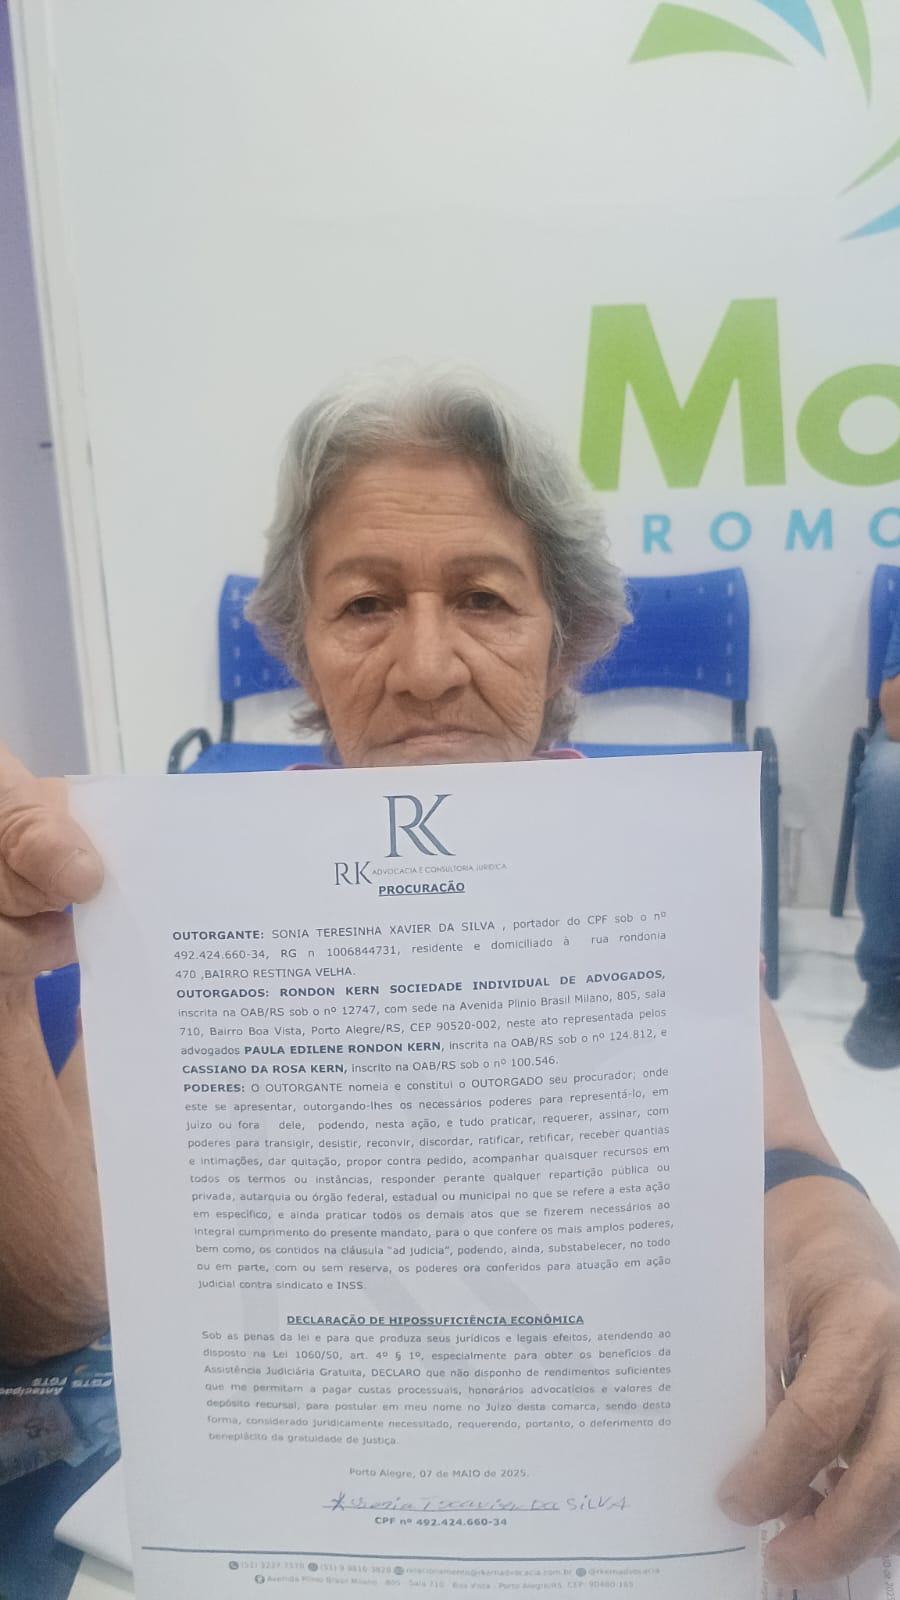 Mo
ROMO
RK
RK ADVOCACIA E CONSULTORIA JURÍDICA
PROCURAÇÃO
OUTORGANTE: SONIA TERESINHA XAVIER DA SILVA , portador do CPF sob o nº
492.424.660-34, RG n 1006844731, residente e domiciliado à rua rondonia
470 ,BAIRRO RESTINGA VELHA.
OUTORGADOS: RONDON KERN SOCIEDADE INDIVIDUAL DE ADVOGADOS,
inscrita na OAB/RS sob o nº 12747, com sede na Avenida Plinio Brasil Milano, 805, sala
710, Bairro Boa Vista, Porto Alegre/RS, CEP 90520-002, neste ato representada pelos
advogados PAULA EDILENE RONDON KERN, inscrita na OAB/RS sob o nº 124.812, e
CASSIANO DA ROSA KERN, inscrito na OAB/RS sob o nº 100.546.
PODERES: O OUTORGANTE nomeia e constitui o OUTORGADO seu procurador; onde
este se apresentar, outorgando-lhes os necessários poderes para representá-lo, em
juízo ou fora dele, podendo, nesta ação, e tudo praticar, requerer, assinar, com
poderes para transigir, desistir, reconvir, discordar, ratificar, retificar, receber quantias
e intimações, dar quitação, propor contra pedido, acompanhar quaisquer recursos em
todos os termos ou instâncias, responder perante qualquer repartição pública ou
privada, autarquia ou órgão federal, estadual ou municipal no que se refere a esta ação
em específico, e ainda praticar todos os demais atos que se fizerem necessários ao
integral cumprimento do presente mandato, para o que confere os mais amplos poderes,
bem como, os contidos na cláusula "ad judicia", podendo, ainda, substabelecer, no todo
ou em parte, com ou sem reserva, os poderes ora conferidos para atuação em ação
judicial contra sindicato e INSS.
DECLARAÇÃO DE HIPOSSUFICIÊNCIA ECONÔMICA
Sob as penas da lei e para que produza seus jurídicos e legais efeitos, atendendo ao
disposto na Lei 1060/50, art. 4º § 1º, especialmente para obter os benefícios da
Assistência Judiciária Gratuita, DECLARO que não disponho de rendimentos suficientes
que me permitam a pagar custas processuais, honorários advocatícios e valores de
depósito recursal, para postular em meu nome no Juízo desta comarca, sendo desta
forma, considerado juridicamente necessitado, requerendo, portanto, o deferimento do
beneplácito da gratuidade de justiça.
Porto Alegre, 07 de MAIO de 2025.
DA SiLVA
CPF nº 492.424.660-34
relacionamento@rkernadvocacia.com.br @rkernadvocacia
Avenida Plínio Brasil Milano - 805 - Sala 710 - Boa Vista - Porto Alegre/RS. CEP:
FGTS